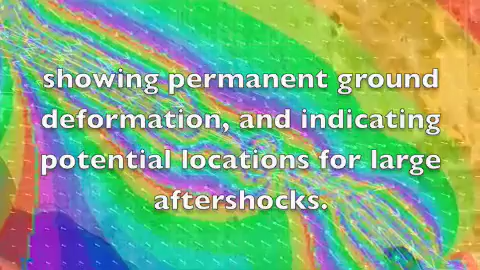 showing permanent ground
deformation, and indicating
potential locations for large
aftershocks.